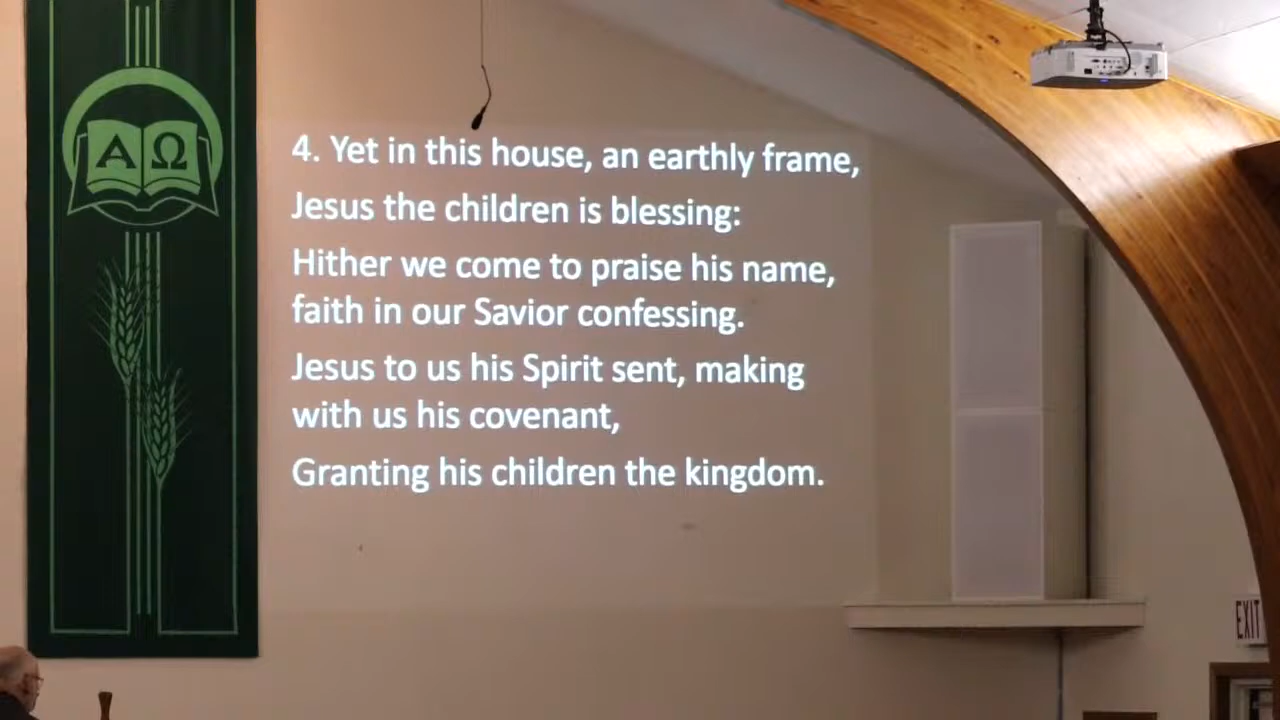 Α Ω
4. Yet in this house, an earthly frame,
Jesus the children is blessing:
Hither we come to praise his name,
faith in our Savior confessing.
Jesus to us his Spirit sent, making
with us his covenant,
Granting his children the kingdom.
EXIT